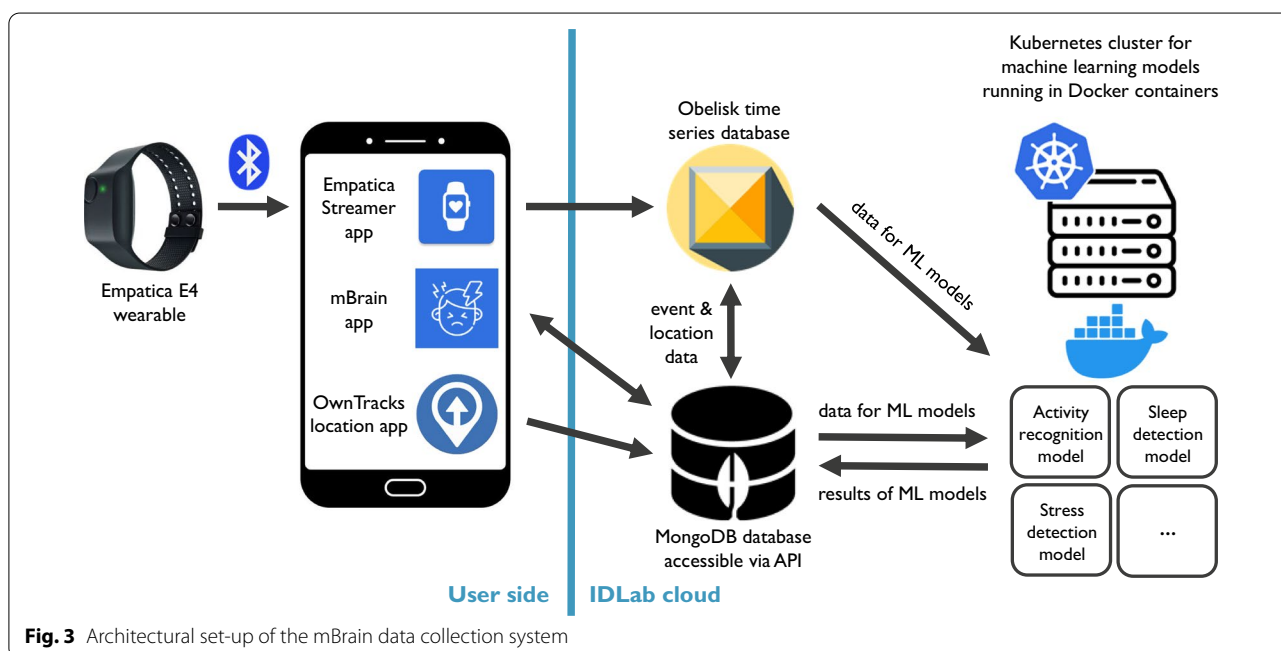 Kubernetes cluster for
machine learning models
running in Docker containers
Obelisk time
series database
Empatica
Streamer
app
mBrain
app
OwnTracks
location app
Empatica E4
wearable
event &
location
data
data for ML models
data for ML models
results of ML models
MongoDB database
accessible via API
Activity
recognition
model
Sleep
detection
model
Stress
detection
model
...
User side
IDLab cloud
Fig. 3 Architectural set-up of the mBrain data collection system